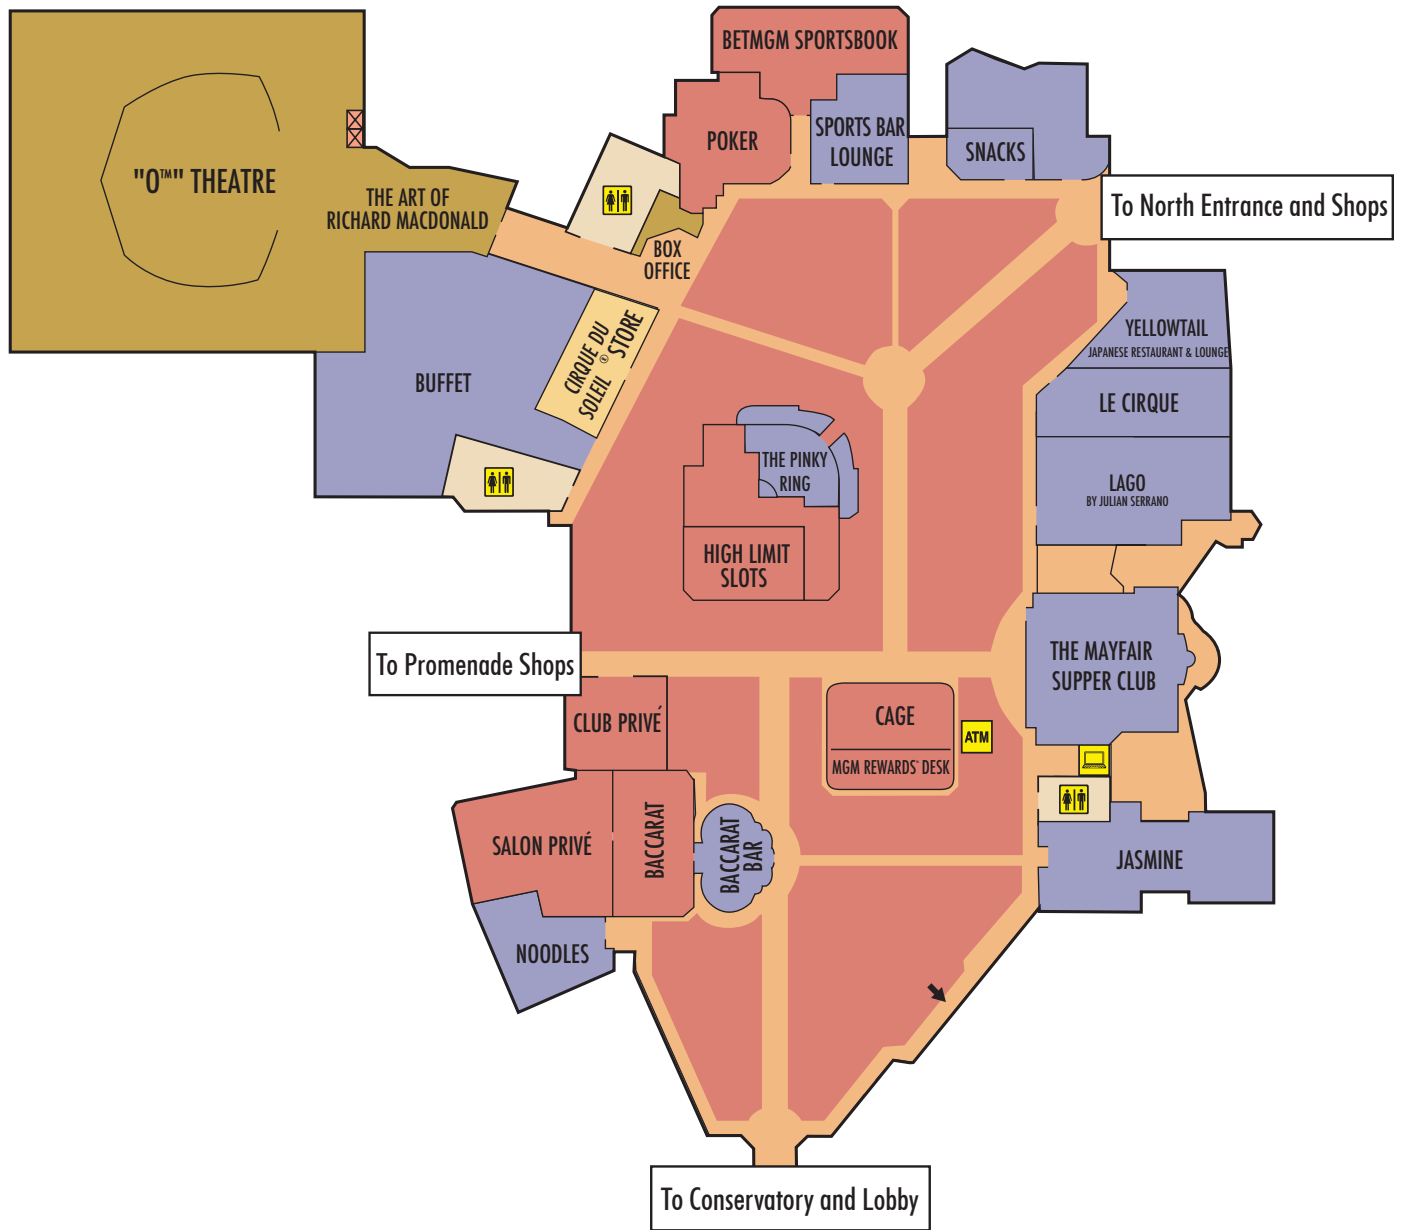 BETMGM SPORTSBOOK
POKER
SPORTS BAR
LOUNGE
SNACKS
"O™" THEATRE
THE ART OF
RICHARD MACDONALD
To North Entrance and Shops
BOX
OFFICE
YELLOWTAIL
JAPANESE RESTAURANT & LOUNGE
CIRQUE DU
SOLEIL ®
STORE
BUFFET
LE CIRQUE
THE PINKY
RING
LAGO
BY JULIAN SERRANO
HIGH LIMIT
SLOTS
To Promenade Shops
THE MAYFAIR
SUPPER CLUB
CLUB PRIVÉ
CAGE
ATM
MGM REWARDS™ DESK
SALON PRIVÉ
BACCARAT
BACCARAT
BAR
JASMINE
NOODLES
To Conservatory and Lobby